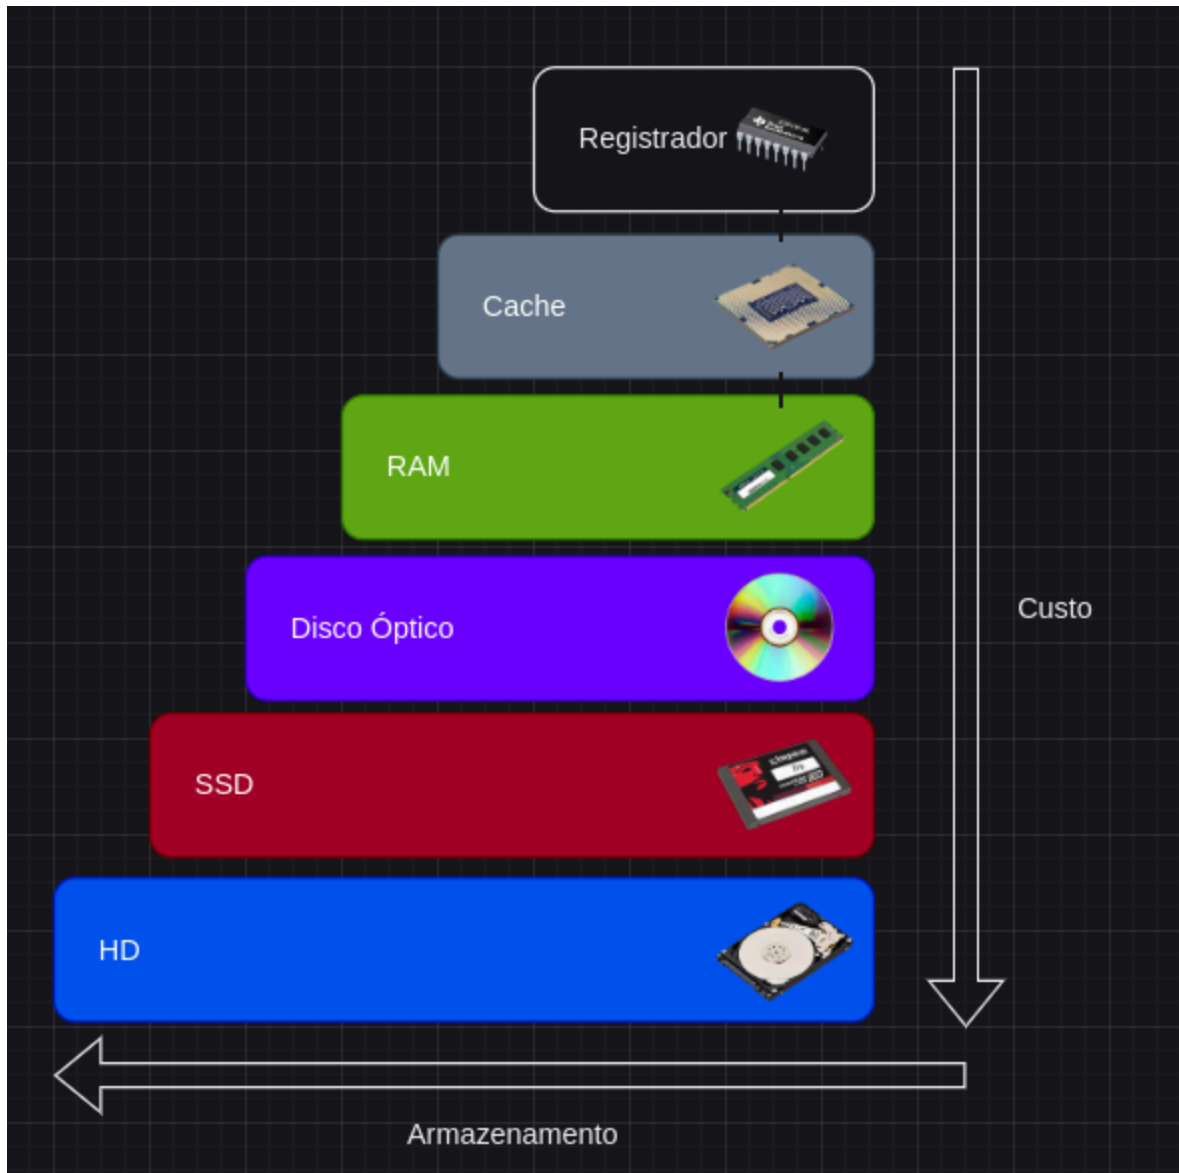 Registrador
Cache
RAM
Disco Óptico
Custo
SSD
HD
Armazenamento